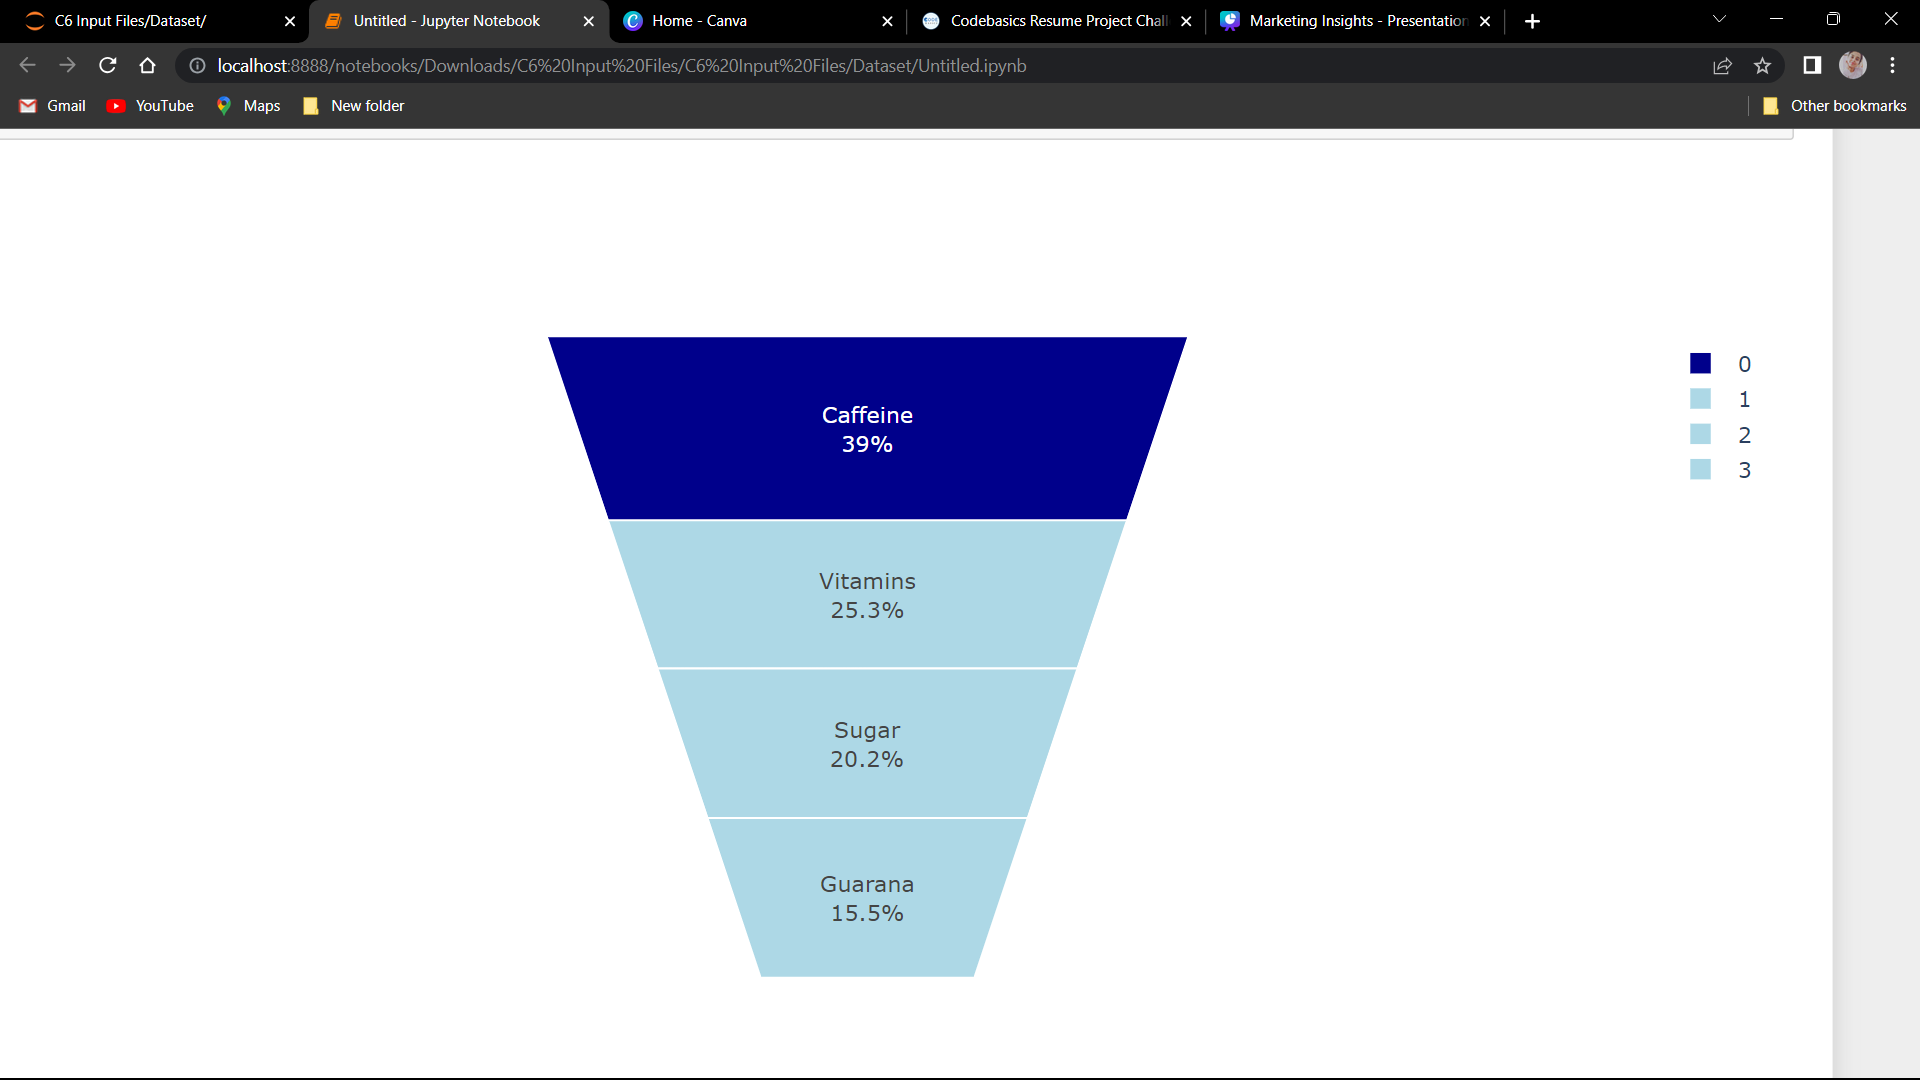 C6 Input Files/Dataset/
Untitled - Jupyter Notebook
Home - Canva
Codebasics Resume Project Chall
Marketing Insights - Presentation
localhost:8888/notebooks/Downloads/C6%20Input%20Files/C6%20Input%20Files/Dataset/Untitled.ipynb
Gmail
YouTube
Maps
New folder
Other bookmarks
Caffeine
39%
Vitamins
25.3%
Sugar
20.2%
Guarana
15.5%
0
1
2
3